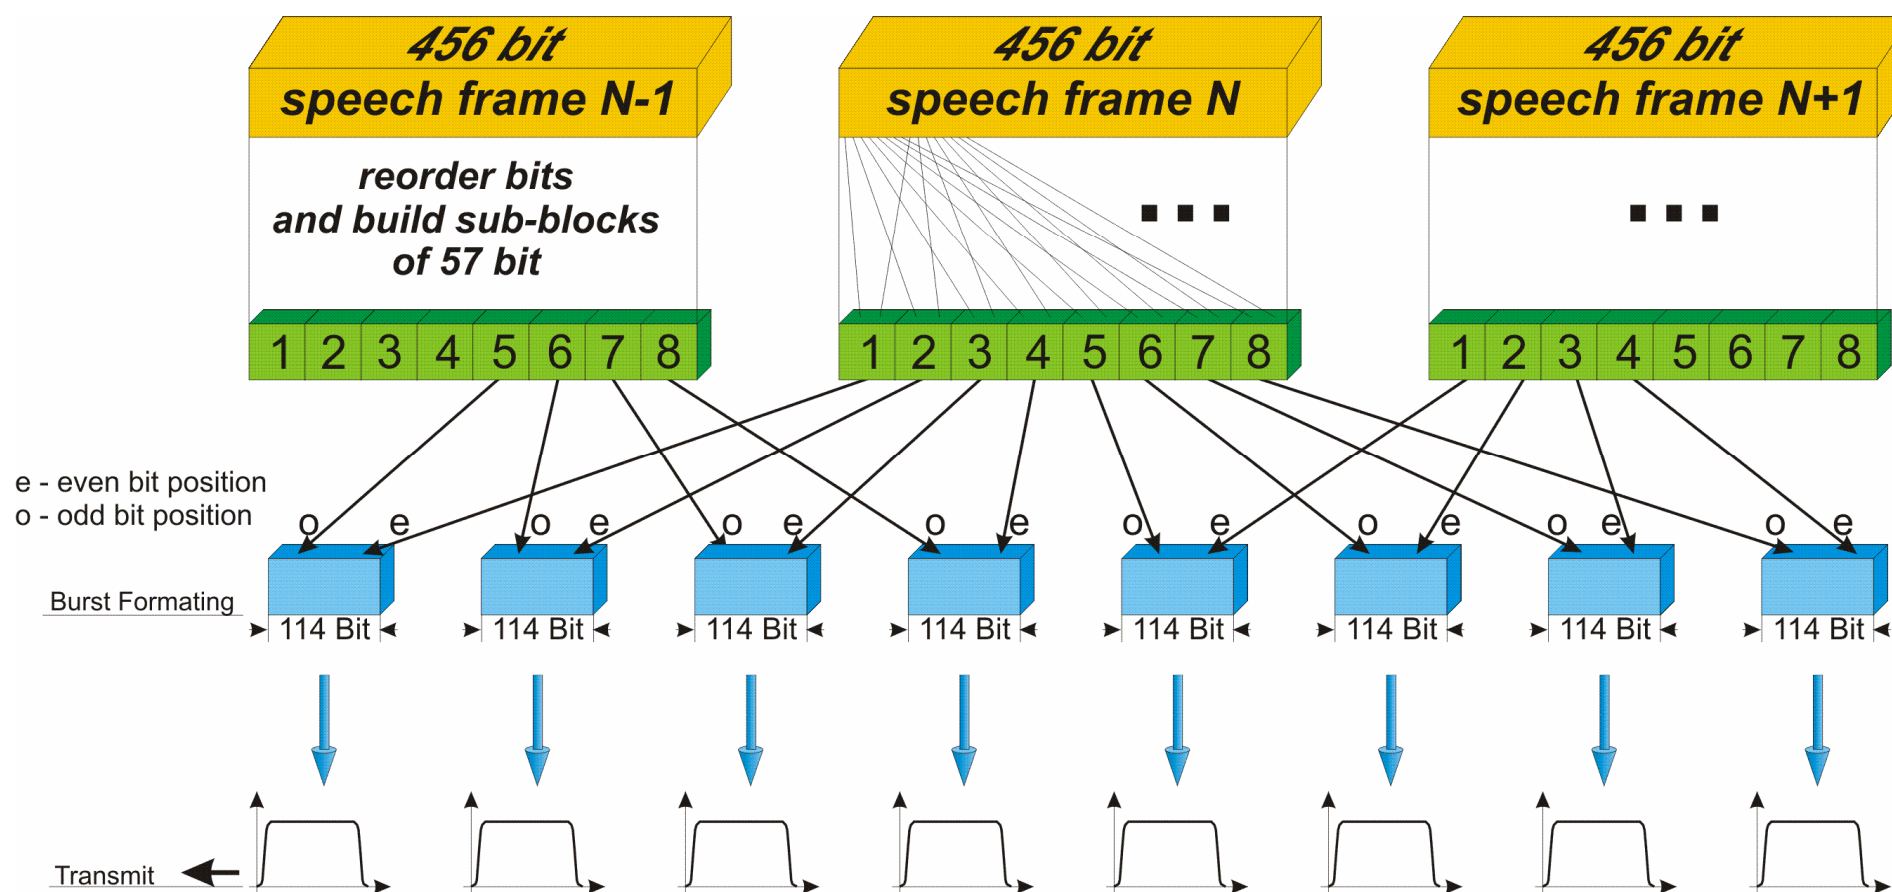 456 bit 456 bit 456 bit
speech frame N-1 speech frame N speech frame N+1
reorder bits
and build sub-blocks
of 57 bit
1 2 3 4 5 6 7 8 1 2 3 4 5 6 7 8 1 2 3 4 5 6 7 8
e - even bit position
o - odd bit position
o e o e o e o e o e o e o e o e
Burst Formating
114 Bit 114 Bit 114 Bit 114 Bit 114 Bit 114 Bit 114 Bit 114 Bit
Transmit